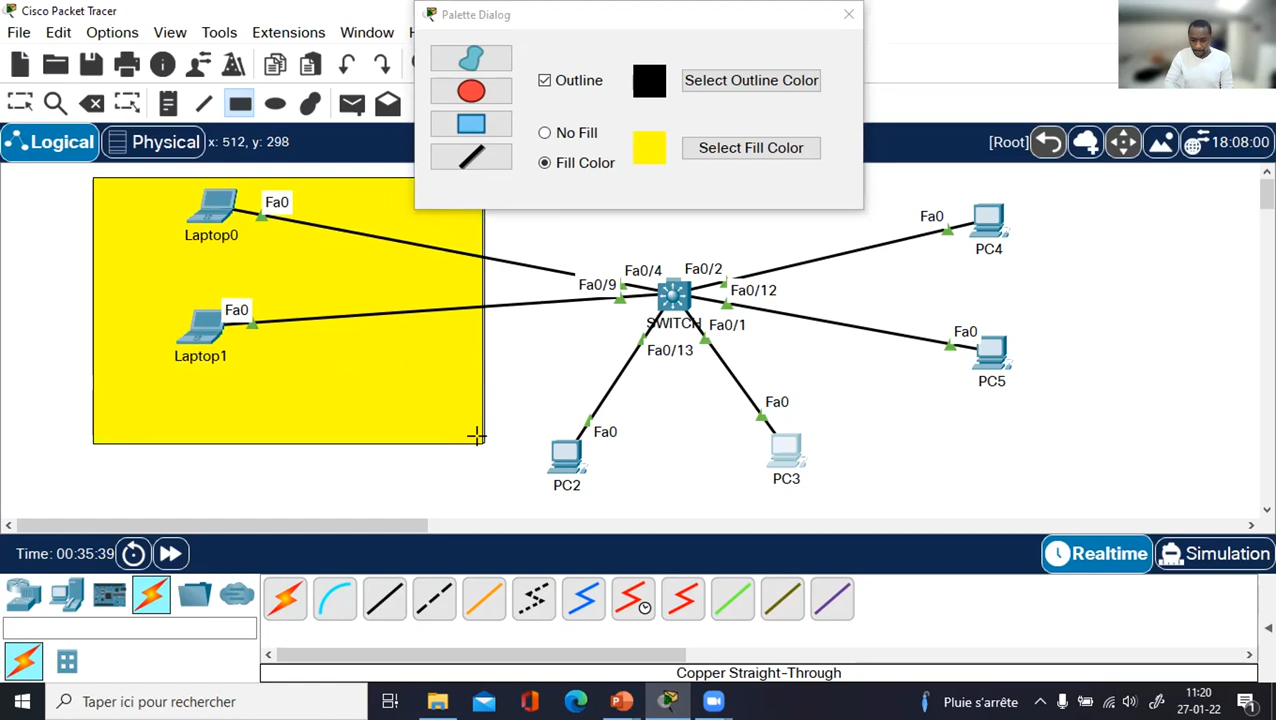 Cisco Packet Tracer
Palette Dialog
File Edit Options View Tools Extensions Window H
Outline
Select Outline Color
No Fill
Fill Color
Select Fill Color
Logical
Physical
x: 512, y: 298
[Root]
18:08:00
Fa0
Laptop0
Fa0
Laptop1
Fa0/4
Fa0/2
Fa0/9
Fa0/12
SWITCH
Fa0/1
Fa0/13
Fa0
PC4
Fa0
PC5
Fa0
PC2
Fa0
PC3
Time: 00:35:39
Realtime
Simulation
Copper Straight-Through
Taper ici pour rechercher
Pluie s'arrête
11:20
27-01-22
1